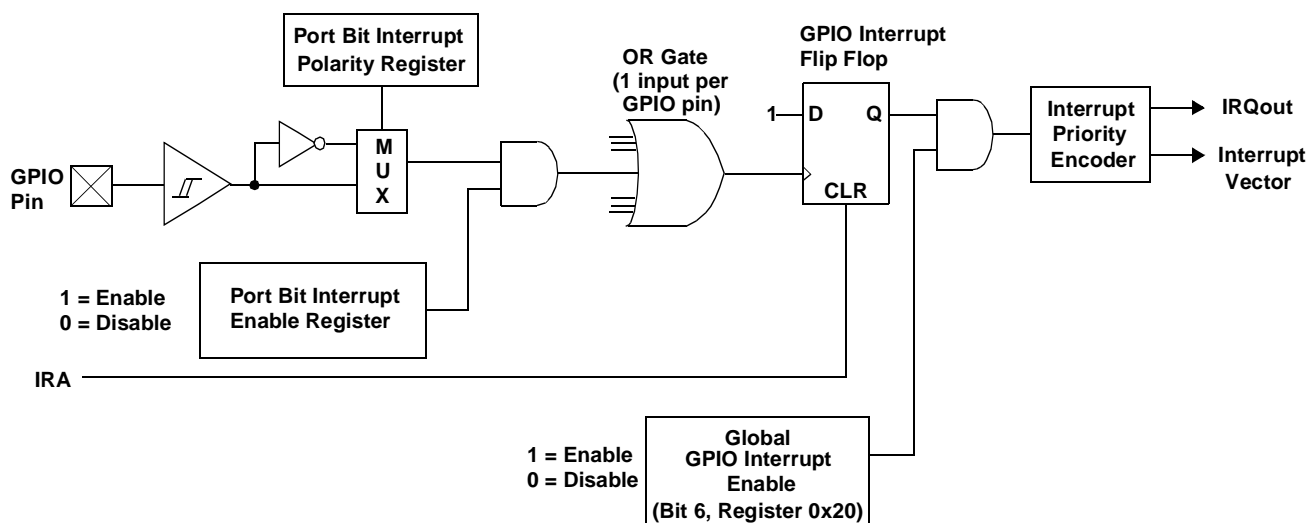 Port Bit Interrupt
Polarity Register
OR Gate
(1 input per
GPIO pin)
GPIO Interrupt
Flip Flop
GPIO
Pin
M
U
X
1
D
Q
CLR
Interrupt
Priority
Encoder
IRQout
Interrupt
Vector
1 = Enable
0 = Disable
Port Bit Interrupt
Enable Register
IRA
1 = Enable
0 = Disable
Global
GPIO Interrupt
Enable
(Bit 6, Register 0x20)